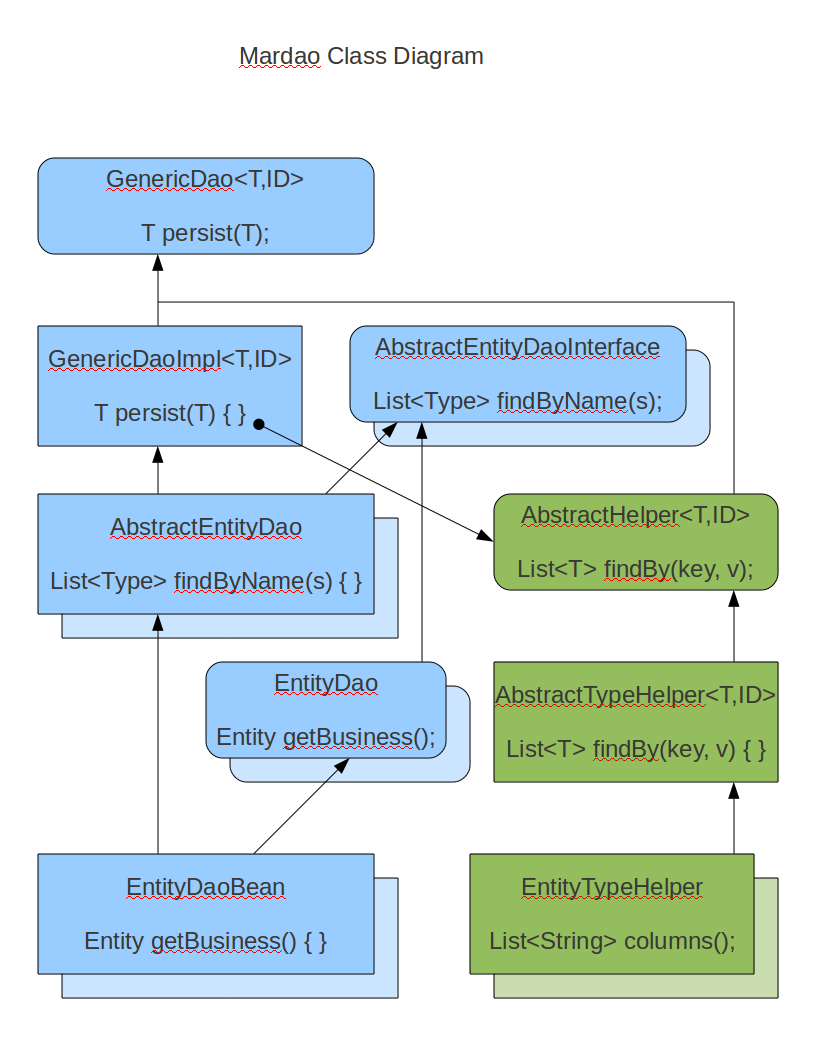 Mardao Class Diagram
GenericDao<T,ID>
T persist(T);
GenericDaoImpl<T,ID>
T persist(T) { }
AbstractEntityDaoInterface
List<Type> findByName(s);
AbstractEntityDao
List<Type> findByName(s) { }
AbstractHelper<T,ID>
List<T> findBy(key, v);
EntityDao
Entity getBusiness();
AbstractTypeHelper<T,ID>
List<T> findBy(key, v) { }
EntityDaoBean
Entity getBusiness() { }
EntityTypeHelper
List<String> columns();